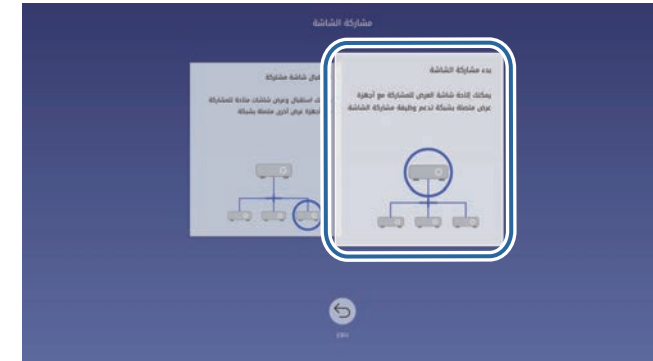 مشاركة الشاشة
بدء مشاركة الشاشة
يمكنك إتاحة شاشة العرض للمشاركة مع أجهزة
عرض متصلة بشبكة تدعم وظيفة مشاركة الشاشة
شاشة مشتركة
استقبال وعرض شاشات متاحة للمشاركة
أجهزة عرض أخرى متصلة بشبكة